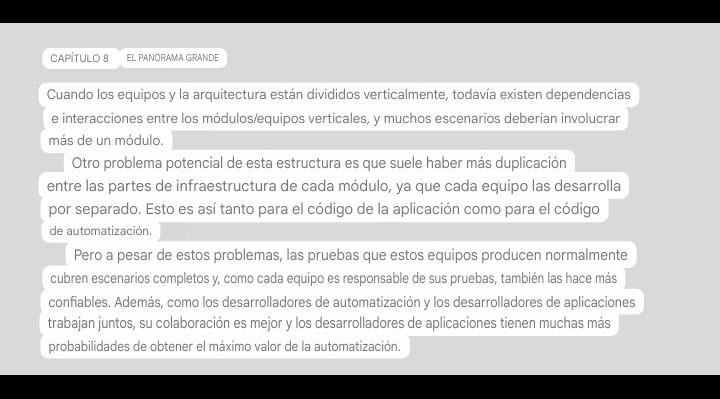 CAPÍTULO 8 EL PANORAMA GRANDE
Cuando los equipos y la arquitectura están divididos verticalmente, todavía existen dependencias
e interacciones entre los módulos/equipos verticales, y muchos escenarios deberían involucrar
más de un módulo.
Otro problema potencial de esta estructura es que suele haber más duplicación
entre las partes de infraestructura de cada módulo, ya que cada equipo las desarrolla
por separado. Esto es así tanto para el código de la aplicación como para el código
de automatización.
Pero a pesar de estos problemas, las pruebas que estos equipos producen normalmente
cubren escenarios completos y, como cada equipo es responsable de sus pruebas, también las hace más
confiables. Además, como los desarrolladores de automatización y los desarrolladores de aplicaciones
trabajan juntos, su colaboración es mejor y los desarrolladores de aplicaciones tienen muchas más
probabilidades de obtener el máximo valor de la automatización.